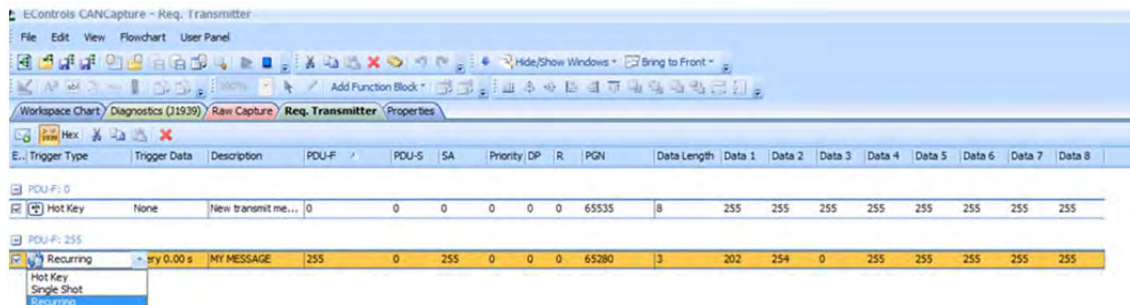 EControls CANCapture - Req. Transmitter
File Edit View Flowchart User Panel
Hide/Show Windows Bring to Front
100% Add Function Block
Workspace Chart Diagnostics (J1939) Raw Capture Req. Transmitter Properties
Hex
E.. Trigger Type Trigger Data Description PDU-F PDU-S SA Priority DP R PGN Data Length Data 1 Data 2 Data 3 Data 4 Data 5 Data 6 Data 7 Data 8
PDU-F: 0
Hot Key None New transmit me... 0 0 0 0 0 0 65535 8 255 255 255 255 255 255 255 255
PDU-F: 255
Recurring ery 0.00 s MY MESSAGE 255 0 255 0 0 0 65280 3 202 254 0 255 255 255 255 255
Hot Key
Single Shot
Recurring